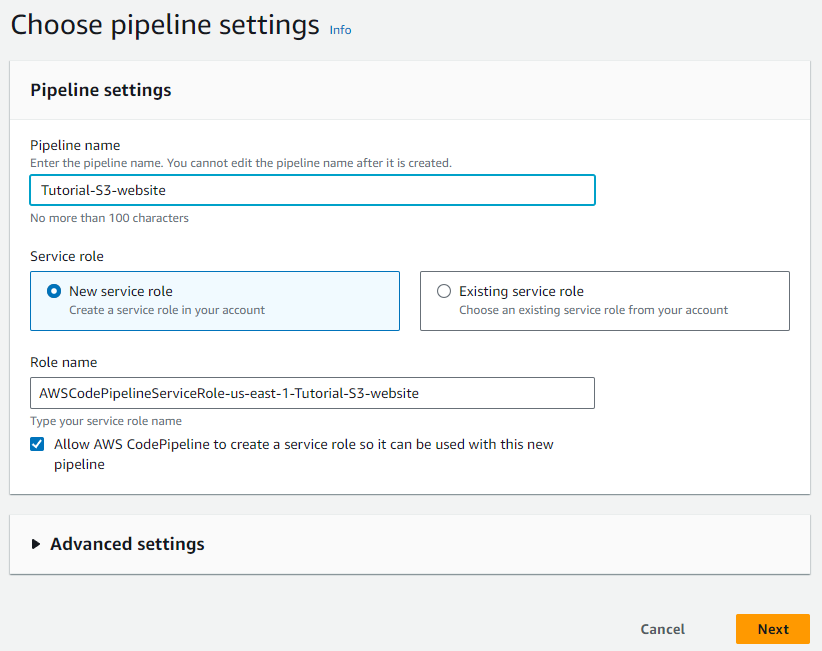 Choose pipeline settings Info
Pipeline settings
Pipeline name
Enter the pipeline name. You cannot edit the pipeline name after it is created.
Tutorial-S3-website
No more than 100 characters
Service role
New service role
Create a service role in your account
Existing service role
Choose an existing service role from your account
Role name
AWSCodePipelineServiceRole-us-east-1-Tutorial-S3-website
Type your service role name
Allow AWS CodePipeline to create a service role so it can be used with this new
pipeline
Advanced settings
Cancel
Next